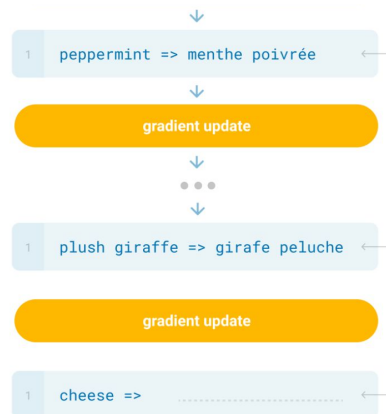 1 peppermint => menthe poivrée
gradient update
1 plush giraffe => girafe peluche
gradient update
1 cheese =>